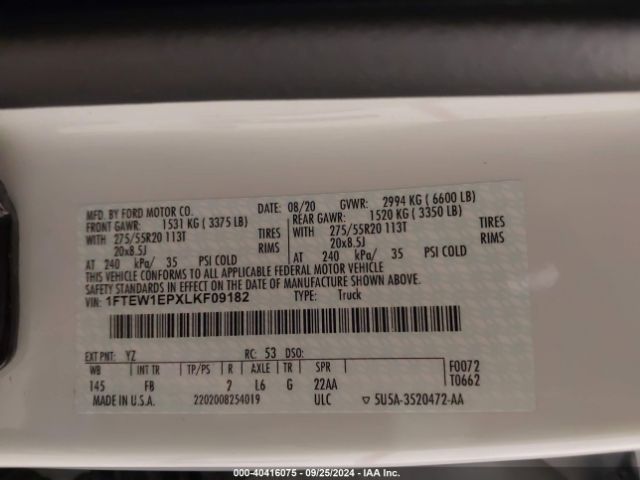 MFD. BY FORD MOTOR CO. DATE: 08/20 GVWR: 2994 KG ( 6600 LB)
FRONT GAWR: 1531 KG ( 3375 LB) REAR GAWR: 1520 KG ( 3350 LB)
WITH 275/55R20 113T TIRES WITH 275/55R20 113T TIRES
20x8.5J RIMS 20x8.5J RIMS
AT 240 kPa/ 35 PSI COLD AT 240 kPa/ 35 PSI COLD
THIS VEHICLE CONFORMS TO ALL APPLICABLE FEDERAL MOTOR VEHICLE
SAFETY STANDARDS IN EFFECT ON THE DATE OF MANUFACTURE SHOWN ABOVE.
VIN: 1FTEW1EPXLKF09182 TYPE: Truck
EXT PNT: YZ RC: 53 DSO:
WB INT TR TP/PS R AXLE TR SPR F0072
145 FB 2 L6 G 22AA T0662
MADE IN U.S.A. 2202008254019 ULC ▽ 5U5A-3520472-AA
000-40416075 - 09/25/2024 - IAA Inc.